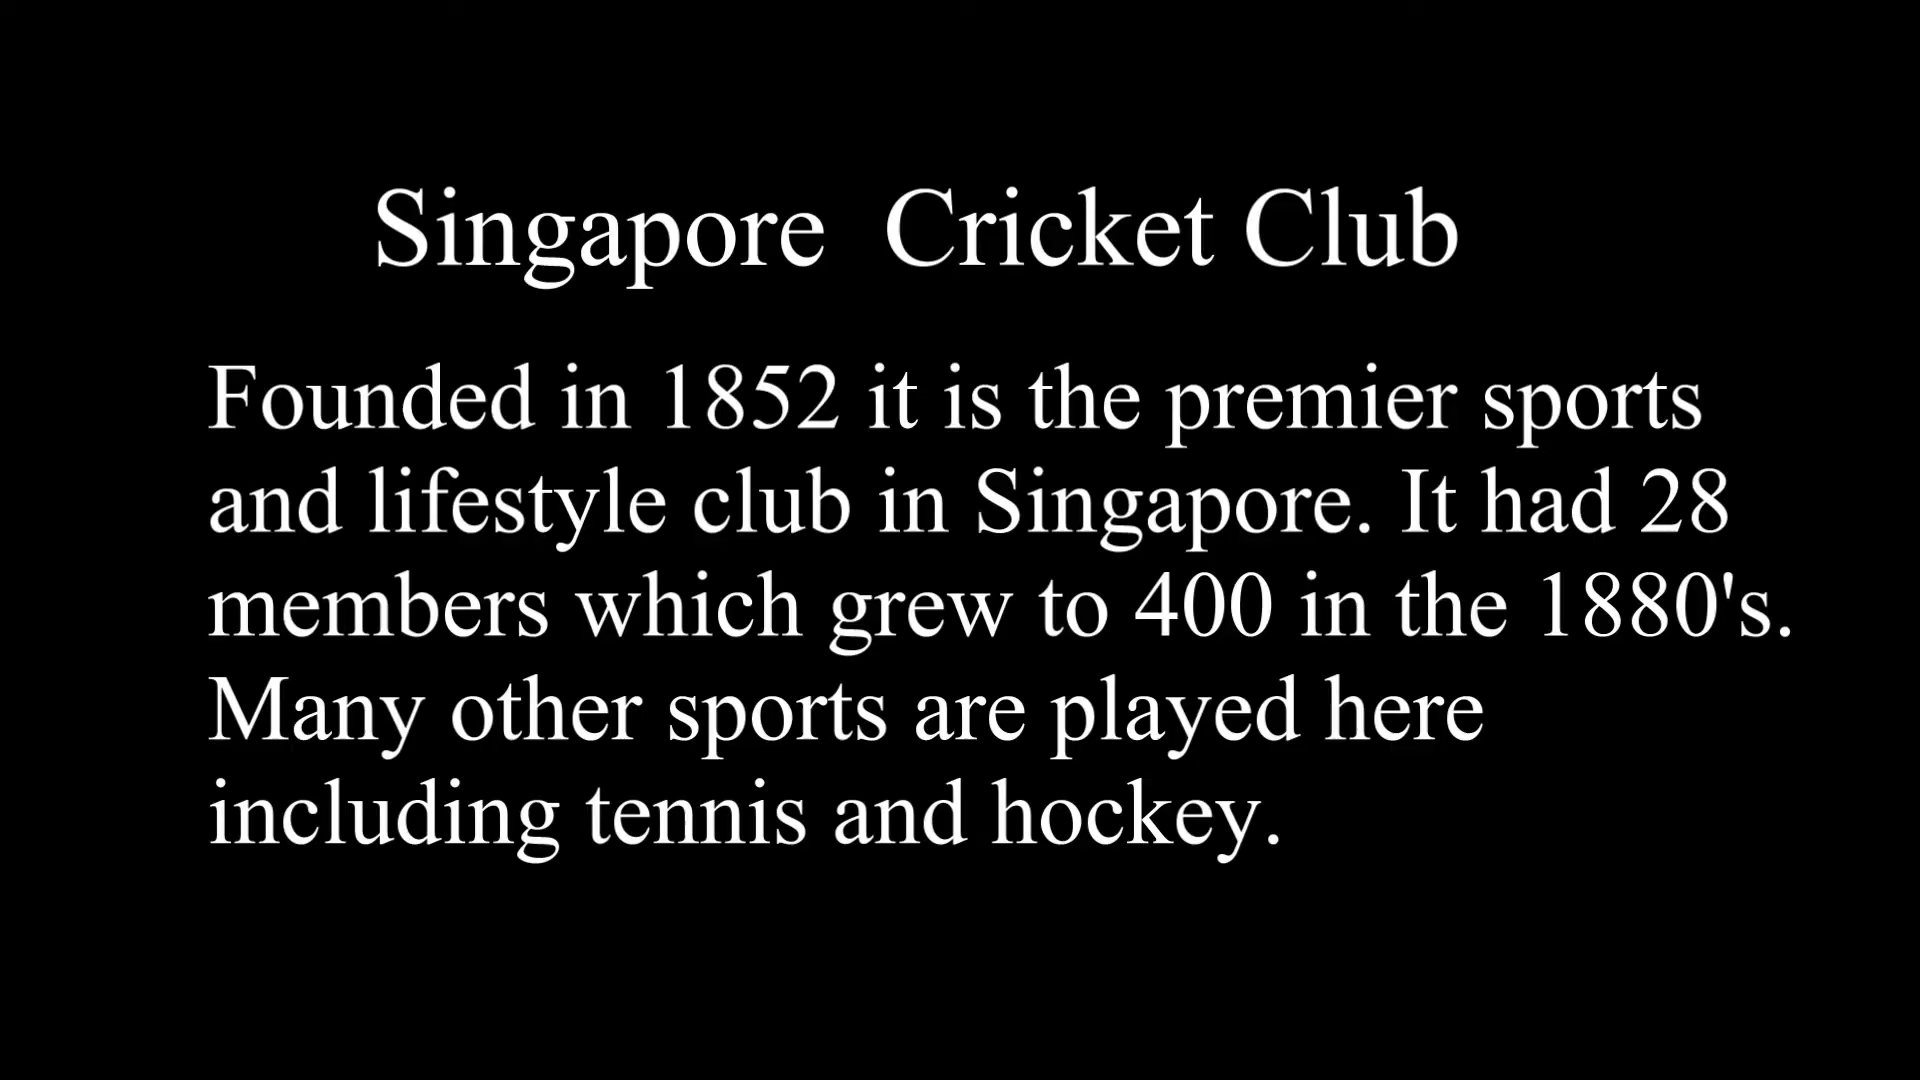 Singapore  Cricket Club
Founded in 1852 it is the premier sports
and lifestyle club in Singapore. It had 28
members which grew to 400 in the 1880's.
Many other sports are played here
including tennis and hockey.